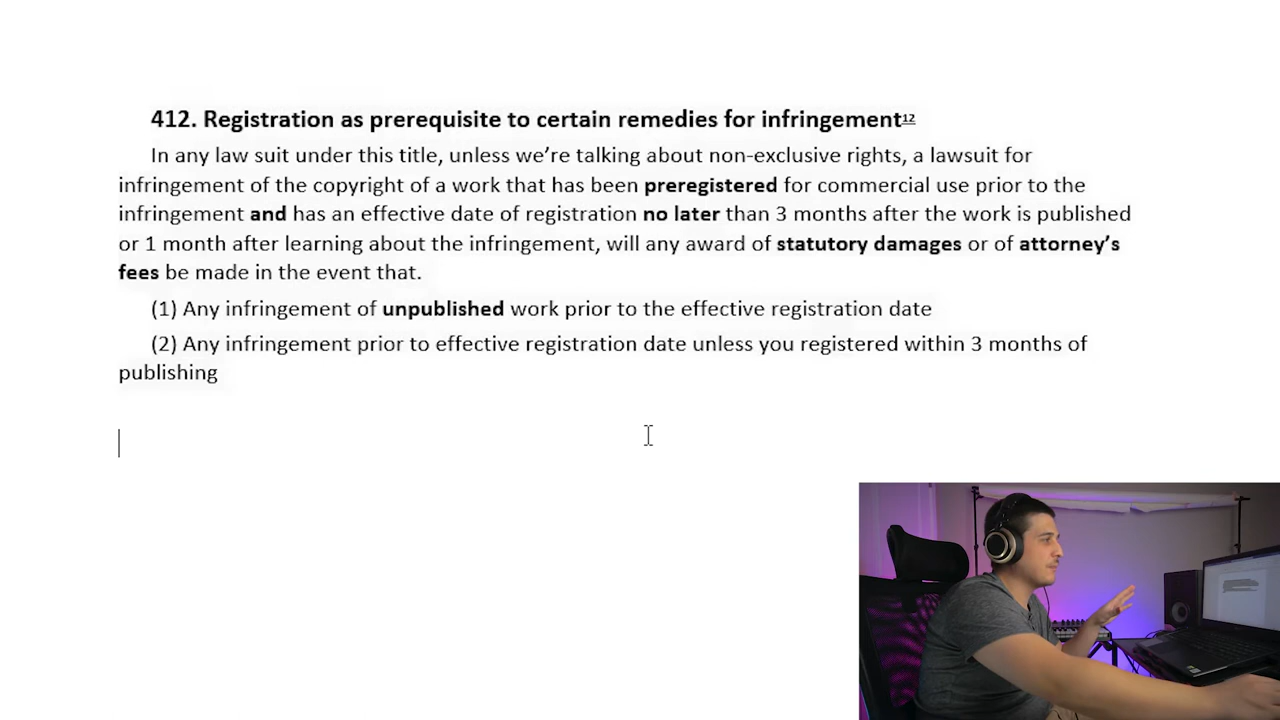 412. Registration as prerequisite to certain remedies for infringement12
In any law suit under this title, unless we’re talking about non-exclusive rights, a lawsuit for
infringement of the copyright of a work that has been preregistered for commercial use prior to the
infringement and has an effective date of registration no later than 3 months after the work is published
or 1 month after learning about the infringement, will any award of statutory damages or of attorney’s
fees be made in the event that.
(1) Any infringement of unpublished work prior to the effective registration date
(2) Any infringement prior to effective registration date unless you registered within 3 months of
publishing